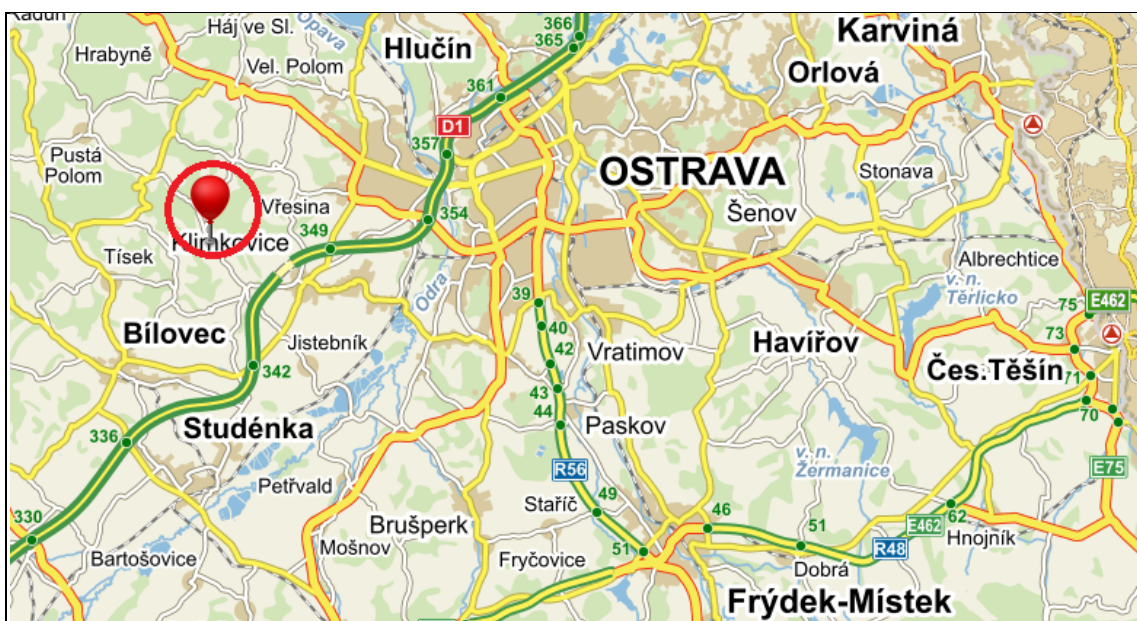 Háj ve Sl.
Opava
366
365
Karviná
Hrabyně
Hlučín
Vel. Polom
Orlová
361
D1
357
Pustá
Polom
OSTRAVA
Stonava
Vřesina
354
Šenov
349
Klimkovice
Tísek
Albrechtice
Odra
v. n.
Těrlicko
39
75
E462
40
73
Bílovec
Jistebník
42
Vratimov
Havířov
342
Čes.Těšín
71
43
70
44
Paskov
Studénka
336
v. n.
Žermanice
R56
E75
Petřvald
49
Staříč
46
51
E462
62
330
Brušperk
Mošnov
Hnojník
Bartošovice
51
R48
Fryčovice
Dobrá
Frýdek-Místek